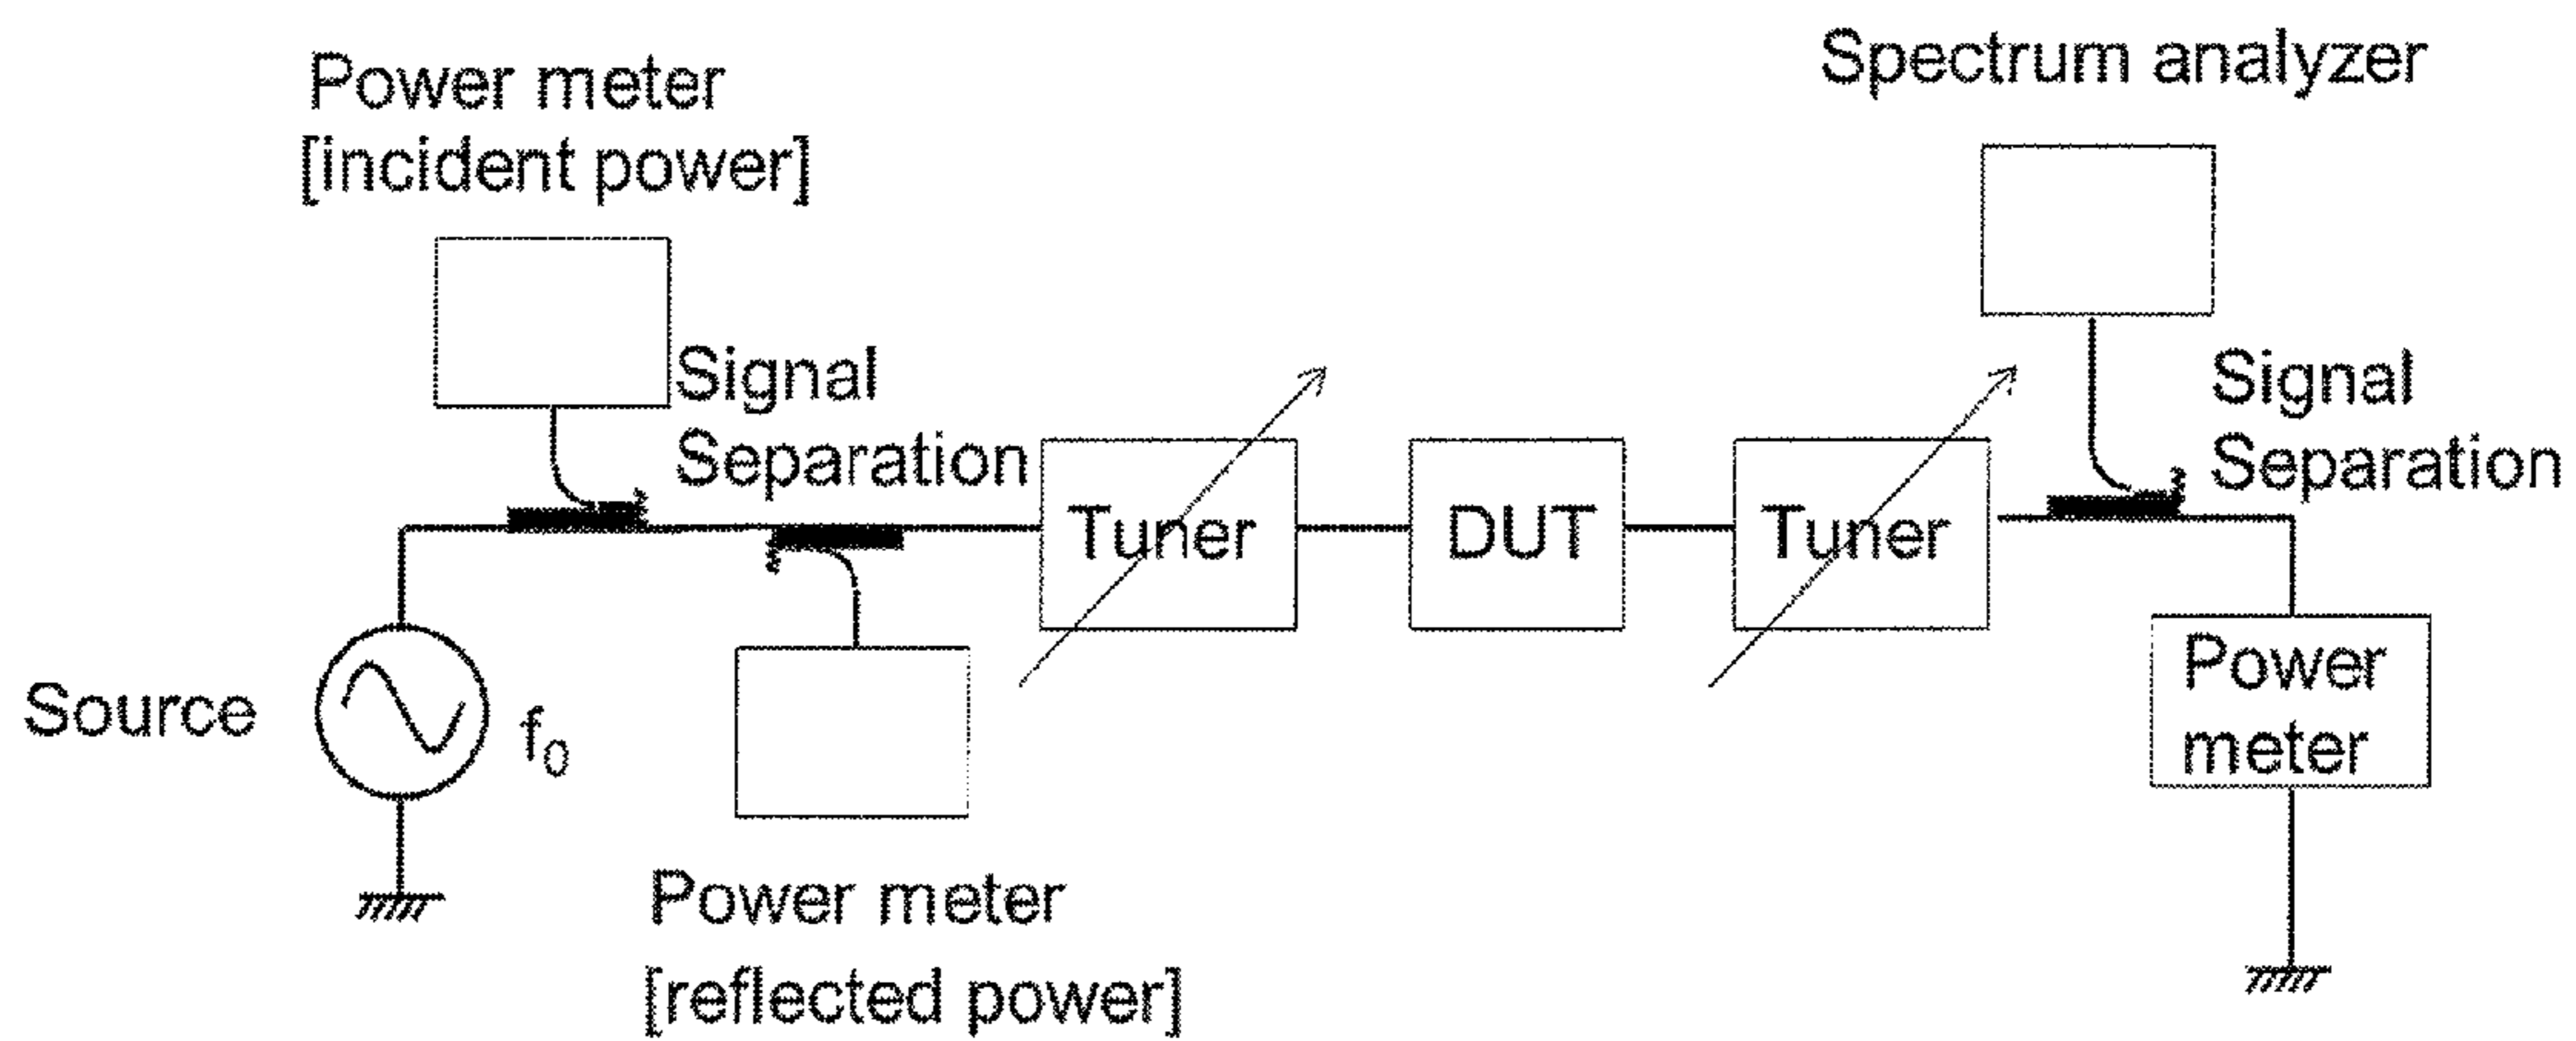 Power meter
[incident power]
Spectrum analyzer
Signal
Separation
Signal
Separation
Tuner
DUT
Tuner
Source
f0
Power
meter
Power meter
[reflected power]